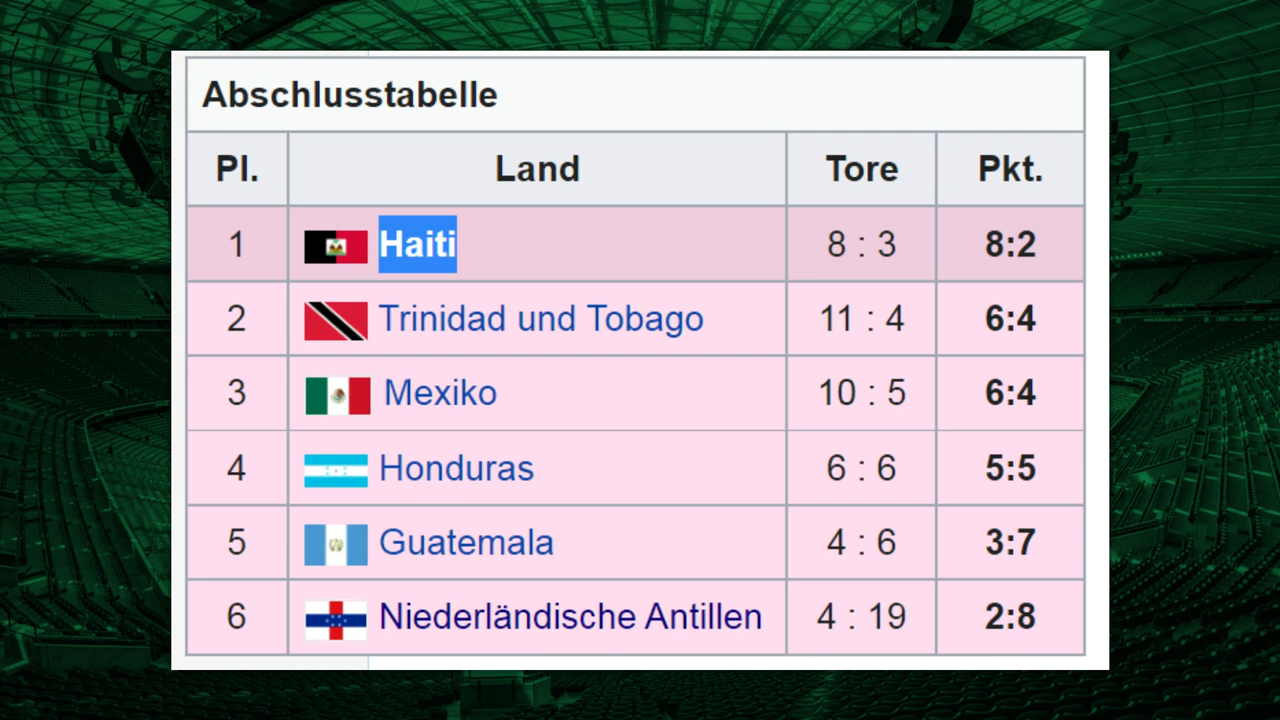 Abschlusstabelle
Pl. Land Tore Pkt.
1 Haiti 8 : 3 8:2
2 Trinidad und Tobago 11 : 4 6:4
3 Mexiko 10 : 5 6:4
4 Honduras 6 : 6 5:5
5 Guatemala 4 : 6 3:7
6 Niederländische Antillen 4 : 19 2:8